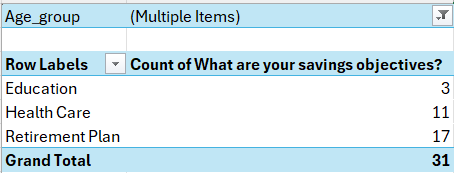 Age_group (Multiple Items)
Row Labels Count of What are your savings objectives?
Education 3
Health Care 11
Retirement Plan 17
Grand Total 31